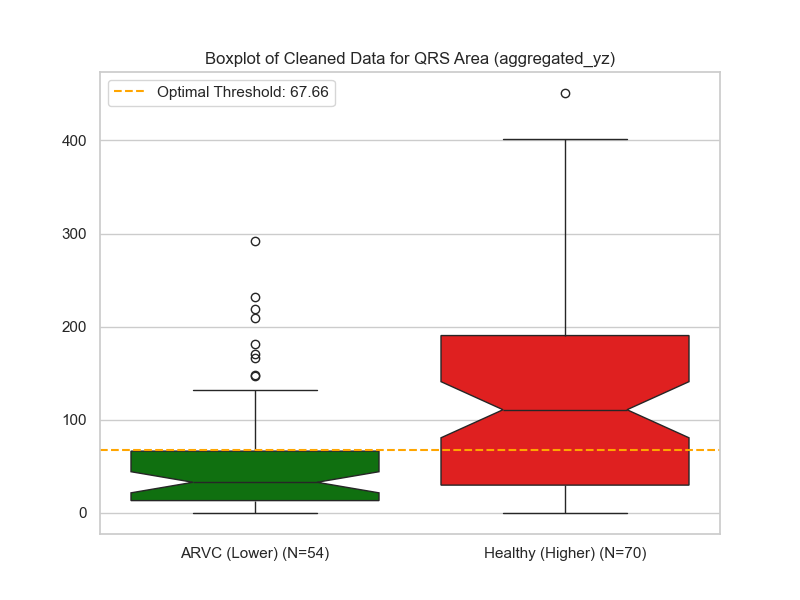 Boxplot of Cleaned Data for QRS Area (aggregated_yz)
Optimal Threshold: 67.66
400
300
200
100
0
ARVC (Lower) (N=54)
Healthy (Higher) (N=70)